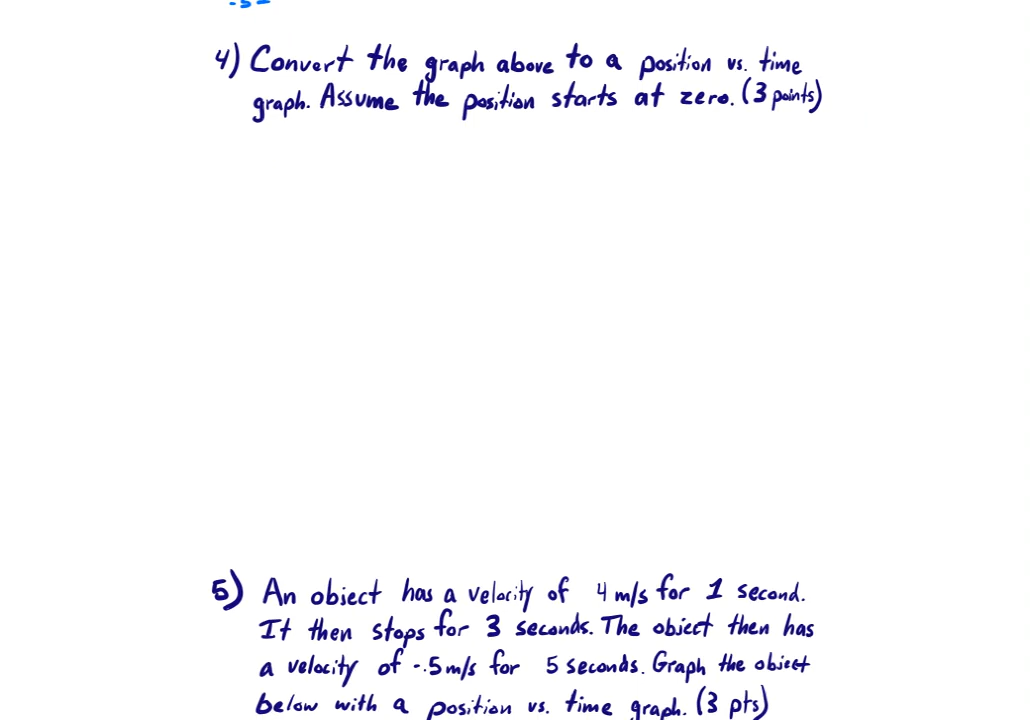 4) Convert the graph above to a position vs. time
graph. Assume the position starts at zero. (3 points)
5) An object has a velocity of 4 m/s for 1 second.
It then stops for 3 seconds. The object then has
a velocity of -.5 m/s for 5 seconds. Graph the object
below with a position vs. time graph. (3 pts)